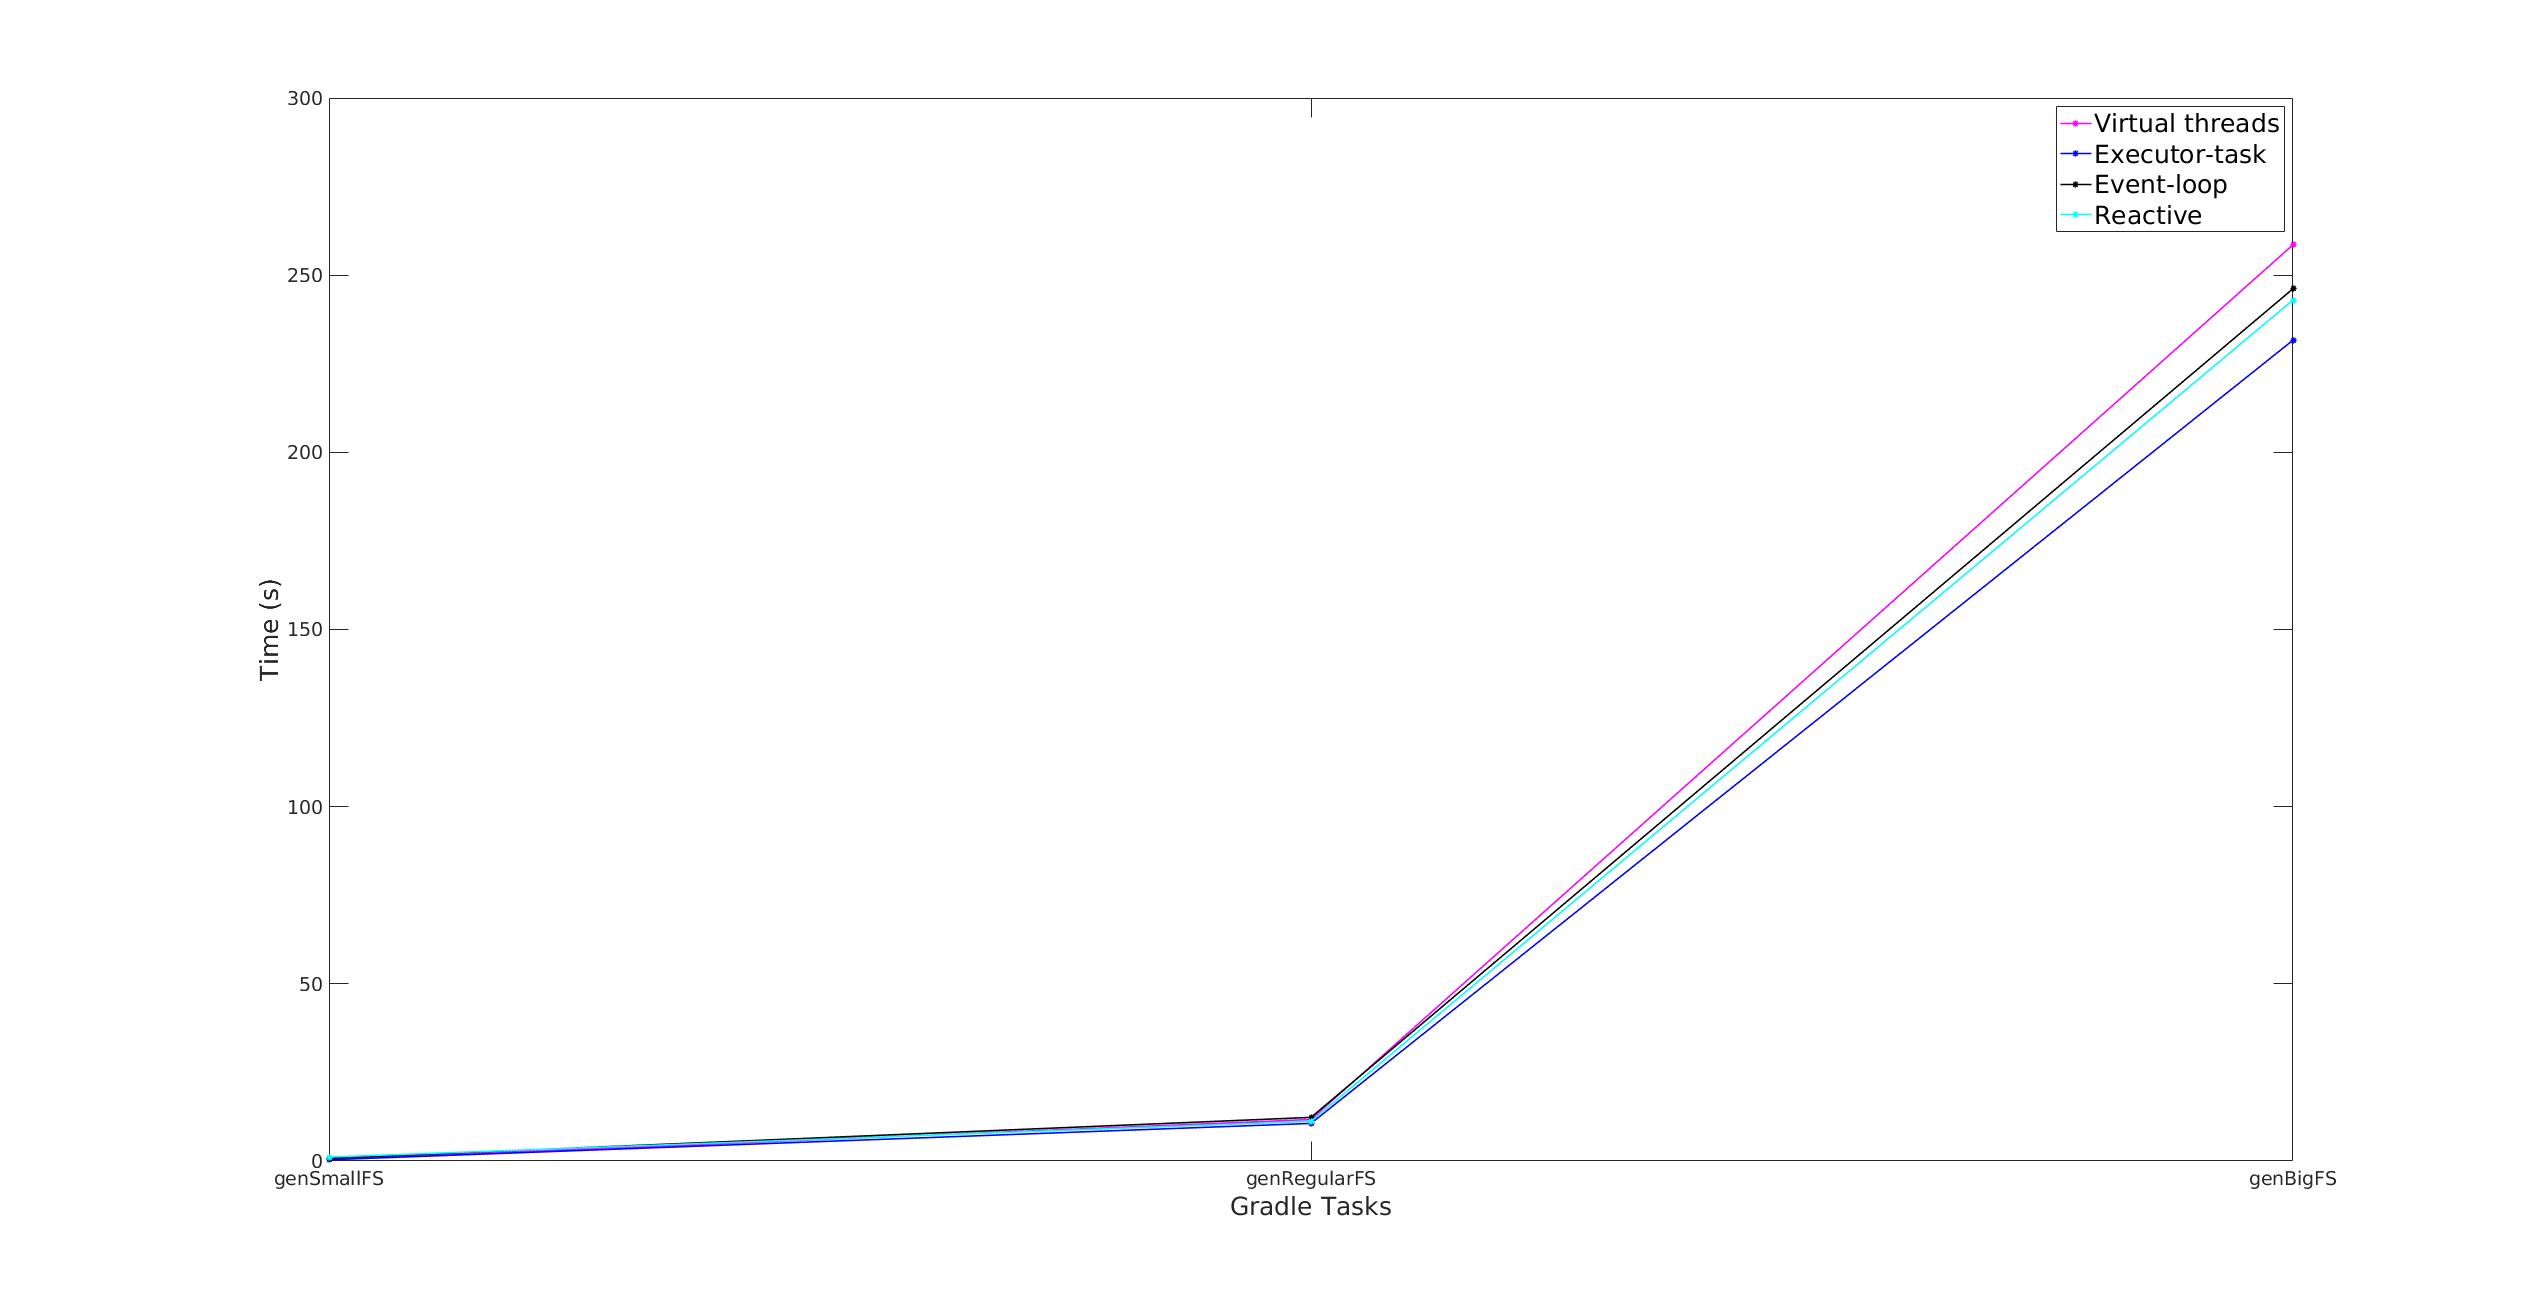 300
250
200
150
100
50
0
Time (s)
Virtual threads
Executor-task
Event-loop
Reactive
genSmallFS
genRegularFS
genBigFS
Gradle Tasks